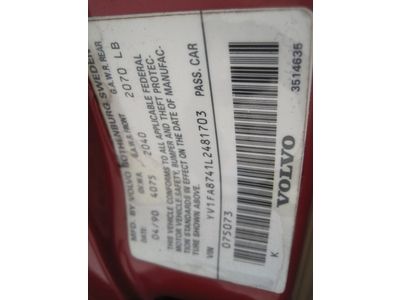 MFD. BY VOLVO GOTHENBURG SWEDEN
G.V.W.R. G.A.W.R. FRONT G.A.W.R. REAR
04/90 4075 2040 2070 LB
THIS VEHICLE CONFORMS TO ALL APPLICABLE FEDERAL
MOTOR VEHICLE SAFETY, BUMPER AND THEFT PROTEC-
TION STANDARDS IN EFFECT ON THE DATE OF MANUFAC-
TURE SHOWN ABOVE.
VIN YV1FA8741L2481703 PASS. CAR
075073
K VOLVO 3514635